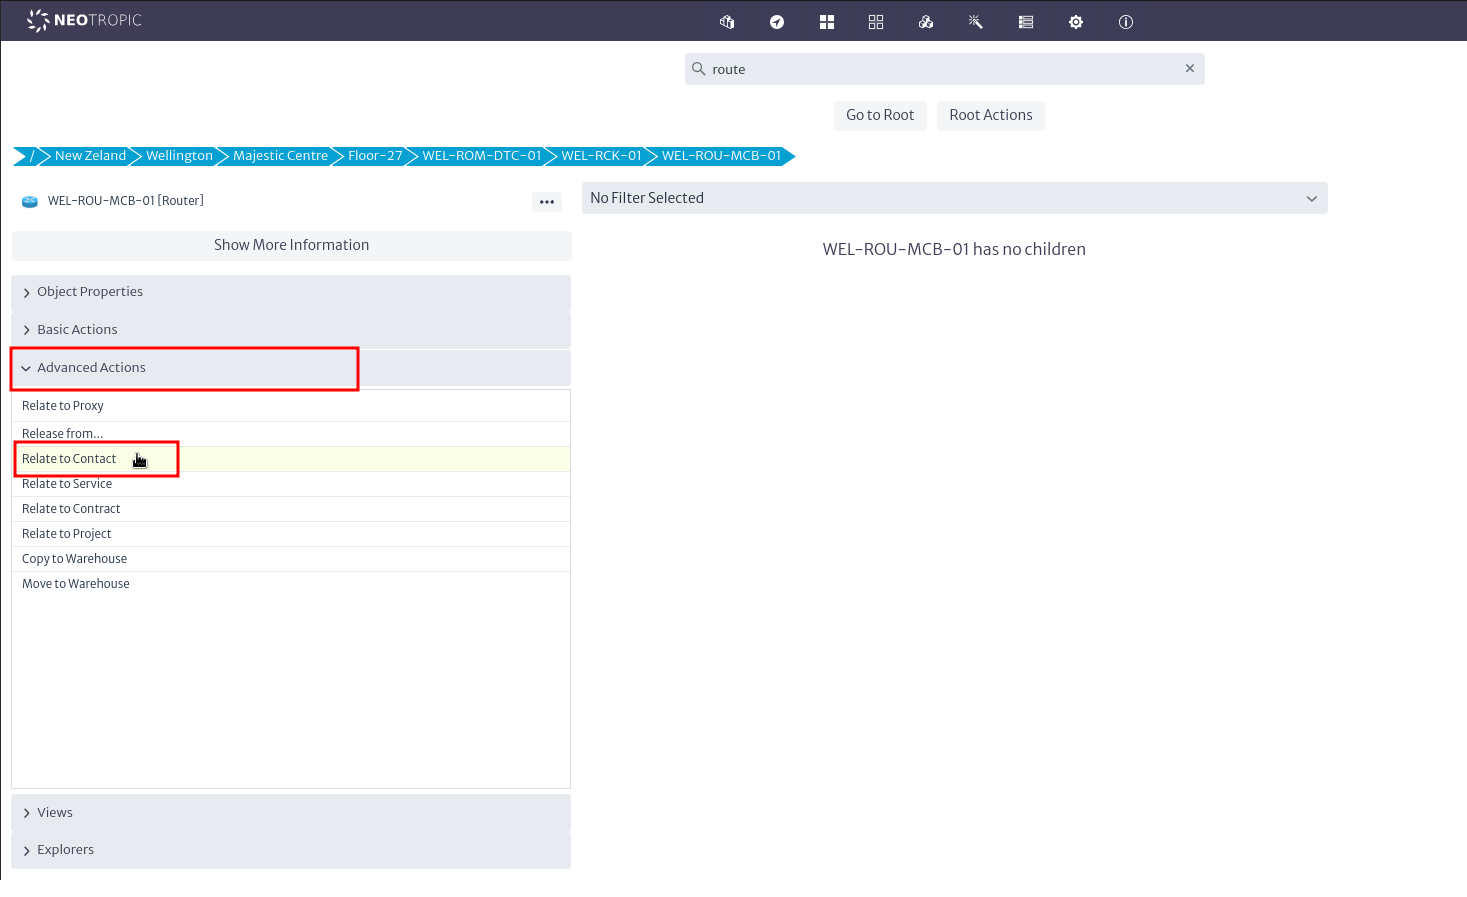 NEOTROPIC
route
Go to Root
Root Actions
/ New Zeland Wellington Majestic Centre Floor-27 WEL-ROM-DTC-01 WEL-RCK-01 WEL-ROU-MCB-01
WEL-ROU-MCB-01 [Router]
No Filter Selected
Show More Information
WEL-ROU-MCB-01 has no children
Object Properties
Basic Actions
Advanced Actions
Relate to Proxy
Release from...
Relate to Contact
Relate to Service
Relate to Contract
Relate to Project
Copy to Warehouse
Move to Warehouse
Views
Explorers